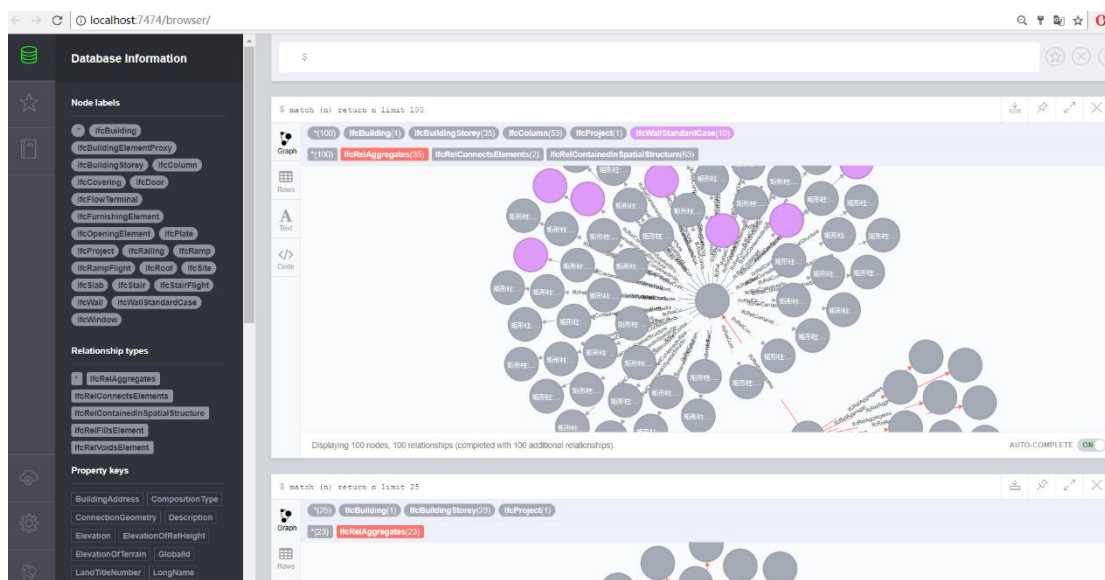 localhost:7474/browser/
Database Information
$
Node labels
* IfcBuilding
IfcBuildingElementProxy
IfcBuildingStorey IfcColumn
IfcCovering IfcDoor
IfcFlowTerminal
IfcFurnishingElement
IfcOpeningElement IfcPlate
IfcProject IfcRailing IfcRamp
IfcRampFlight IfcRoof IfcSite
IfcSlab IfcStair IfcStairFlight
IfcWall IfcWallStandardCase
IfcWindow
Relationship types
* IfcRelAggregates
IfcRelConnectsElements
IfcRelContainedInSpatialStructure
IfcRelFillsElement
IfcRelVoidsElement
Property keys
BuildingAddress CompositionType
ConnectionGeometry Description
Elevation ElevationOfRefHeight
ElevationOfTerrain GlobalId
LandTitleNumber LongName
$ match (n) return n limit 100
*(100) IfcBuilding(1) IfcBuildingStorey(35) IfcColumn(53) IfcProject(1) IfcWallStandardCase(10)
*(100) IfcRelAggregates(35) IfcRelConnectsElements(2) IfcRelContainedInSpatialStructure(63)
Graph
Rows
Text
Code
矩形柱:...
IfcRelAggregates
Displaying 100 nodes, 100 relationships (completed with 100 additional relationships).
AUTO-COMPLETE ON
$ match (n) return n limit 25
*(25) IfcBuilding(1) IfcBuildingStorey(23) IfcProject(1)
*(23) IfcRelAggregates(23)
Graph
Rows